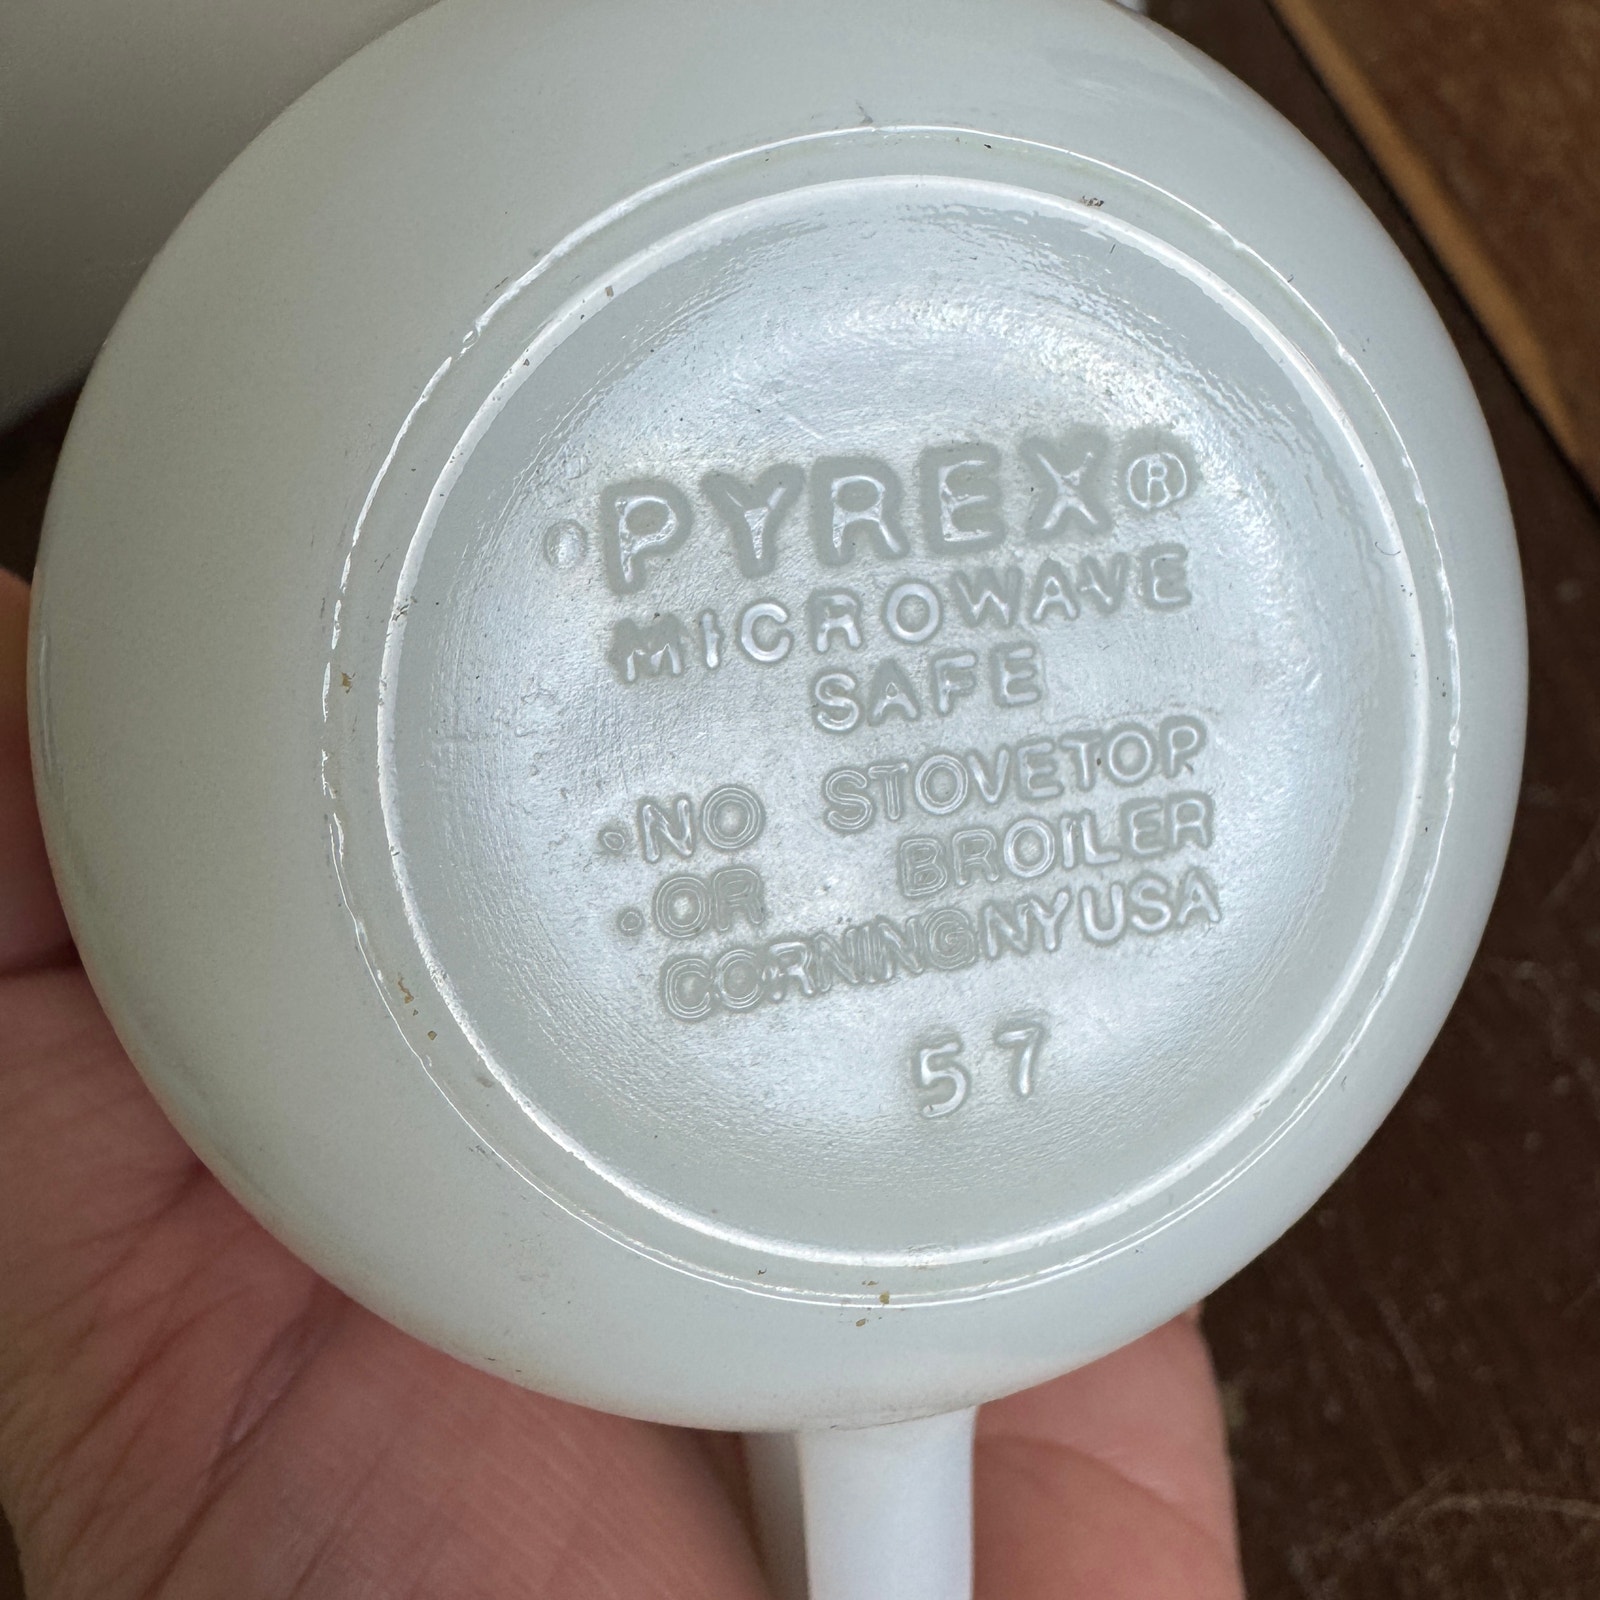 PYREX®
MICROWAVE
SAFE
·NO STOVETOP
·OR BROILER
CORNING NY USA
57